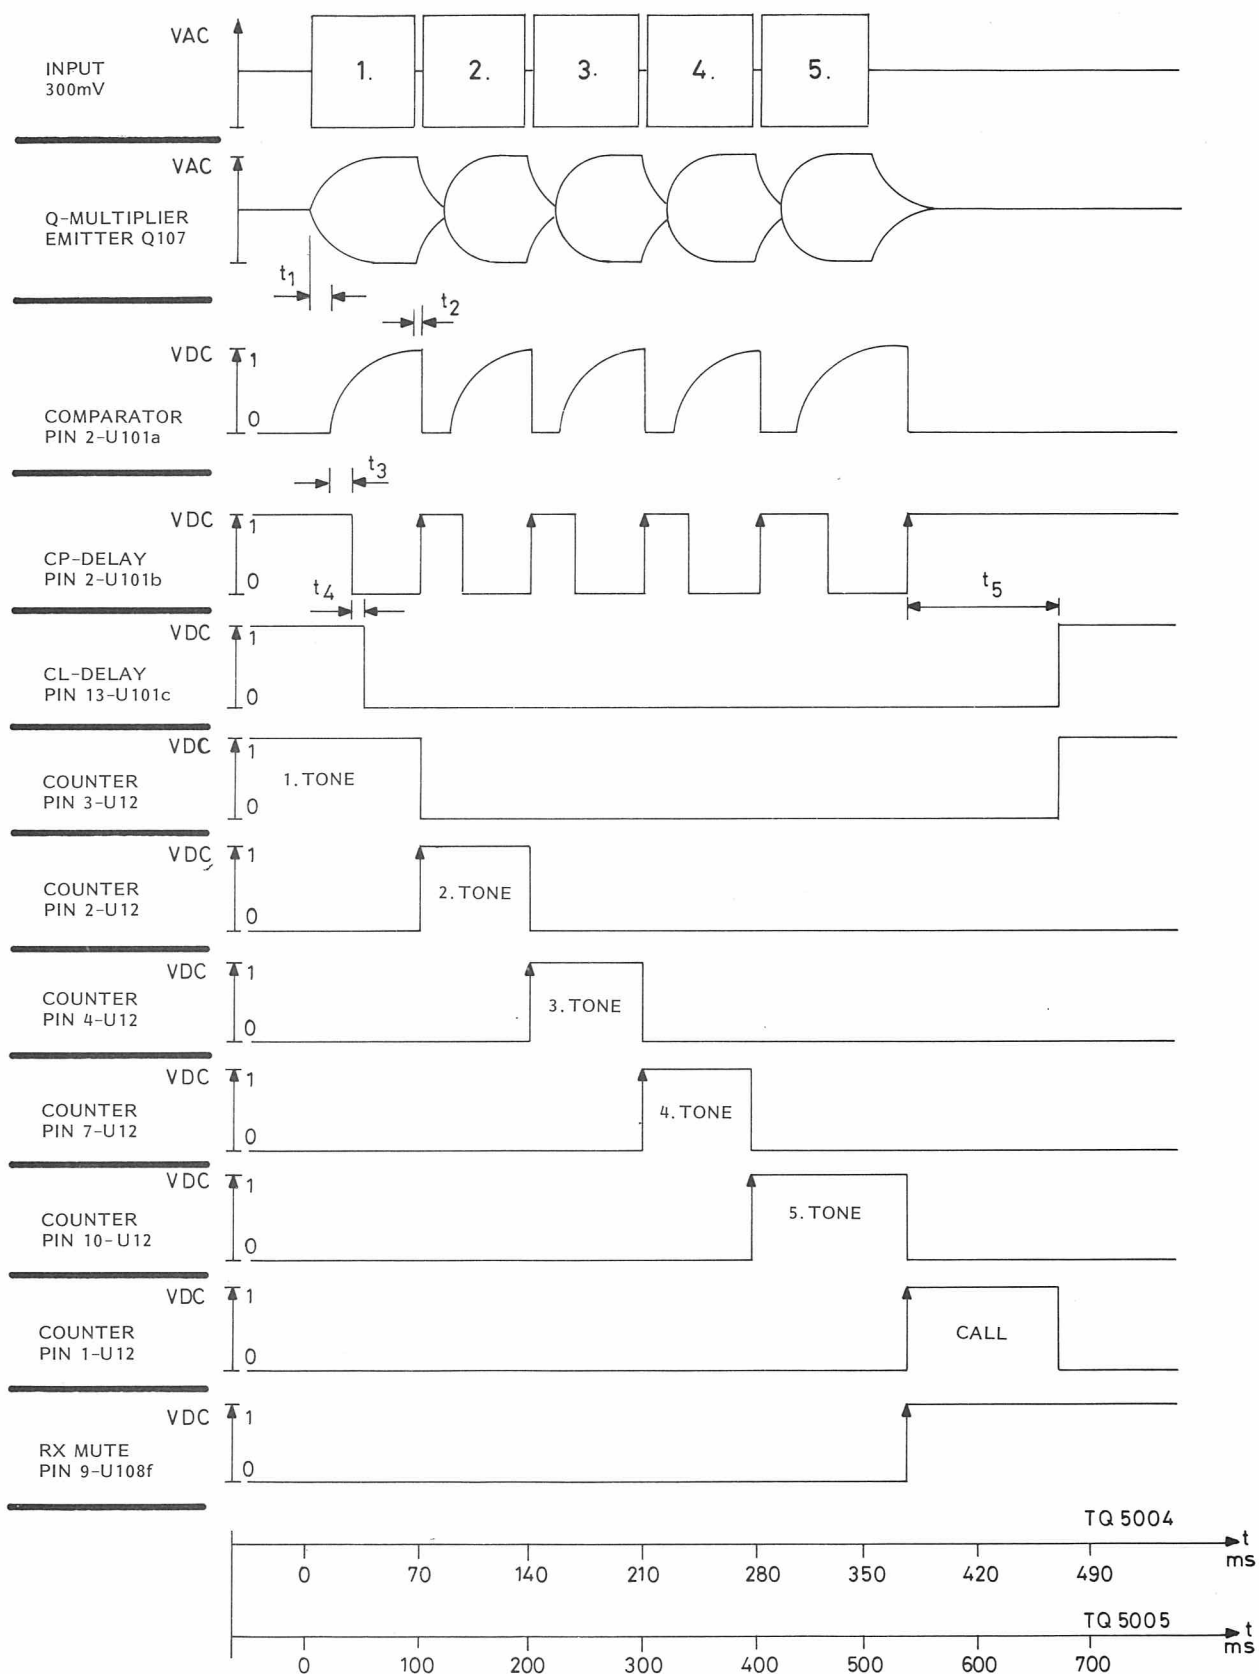 VAC
INPUT
300mV
1. 2. 3. 4. 5.
VAC
Q-MULTIPLIER
EMITTER Q107
t1
t2
VDC 1
COMPARATOR 0
PIN 2-U101a
t3
VDC 1
CP-DELAY
PIN 2-U101b 0
t4
t5
VDC 1
CL-DELAY
PIN 13-U101c 0
VDC 1
COUNTER 1. TONE
PIN 3-U12 0
VDC 1
COUNTER 2. TONE
PIN 2-U12 0
VDC 1
COUNTER 3. TONE
PIN 4-U12 0
VDC 1
COUNTER 4. TONE
PIN 7-U12 0
VDC 1
COUNTER 5. TONE
PIN 10-U12 0
VDC 1
COUNTER CALL
PIN 1-U12 0
VDC 1
RX MUTE
PIN 9-U108f 0
TQ 5004
t
ms
0 70 140 210 280 350 420 490
TQ 5005
t
ms
0 100 200 300 400 500 600 700